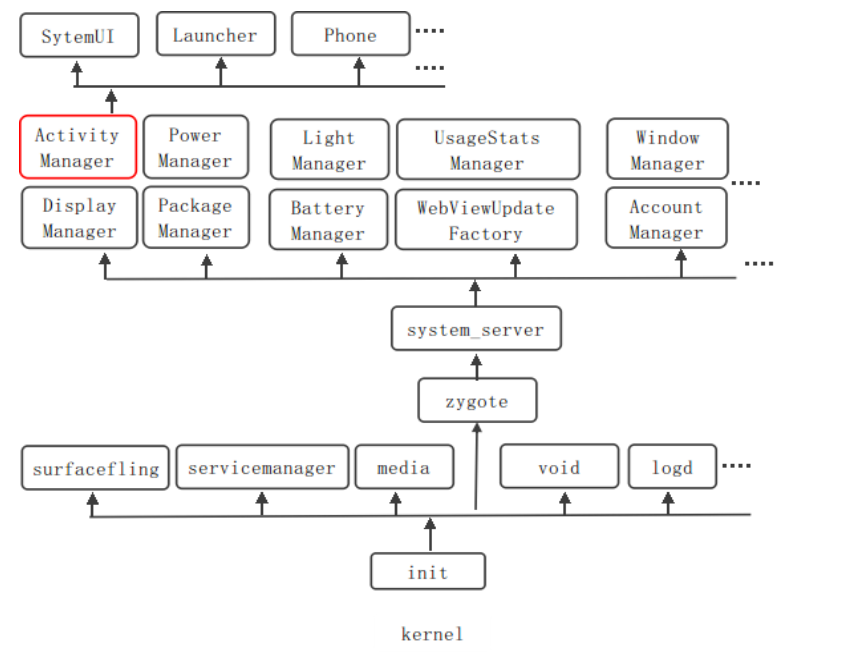 SytemUI Launcher Phone ....
....
Activity Manager
Power Manager
Light Manager
UsageStats Manager
Window Manager
....
Display Manager
Package Manager
Battery Manager
WebViewUpdate Factory
Account Manager
....
system_server
zygote
surfacefling servicemanager media void logd ....
init
kernel